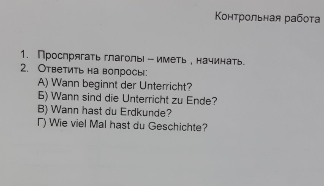 Контрольная работа
1. Проспрягать глаголы – иметь , начинать.
2. Ответить на вопросы:
А) Wann beginnt der Unterricht?
Б) Wann sind die Unterricht zu Ende?
В) Wann hast du Erdkunde?
Г) Wie viel Mal hast du Geschichte?